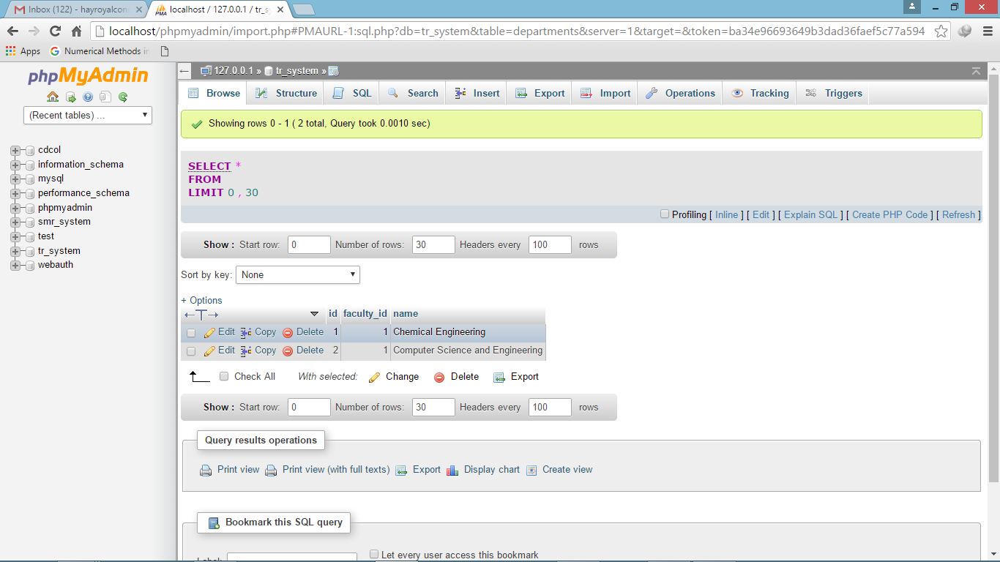 Inbox (122) - hayroyalcon
localhost / 127.0.0.1 / tr_s
localhost/phpmyadmin/import.php#PMAURL-1:sql.php?db=tr_system&table=departments&server=1&target=&token=ba34e96693649b3dad36faef5c77a594
Apps Numerical Methods in
phpMyAdmin
(Recent tables) ...
cdcol
information_schema
mysql
performance_schema
phpmyadmin
smr_system
test
tr_system
webauth
127.0.0.1 » tr_system »
Browse Structure SQL Search Insert Export Import Operations Tracking Triggers
Showing rows 0 - 1 ( 2 total, Query took 0.0010 sec)
SELECT *
FROM
LIMIT 0 , 30
Profiling [ Inline ] [ Edit ] [ Explain SQL ] [ Create PHP Code ] [ Refresh ]
Show : Start row: 0 Number of rows: 30 Headers every 100 rows
Sort by key: None
+ Options
←T→ id faculty_id name
Edit Copy Delete 1 1 Chemical Engineering
Edit Copy Delete 2 1 Computer Science and Engineering
Check All With selected: Change Delete Export
Show : Start row: 0 Number of rows: 30 Headers every 100 rows
Query results operations
Print view Print view (with full texts) Export Display chart Create view
Bookmark this SQL query
Label: Let every user access this bookmark